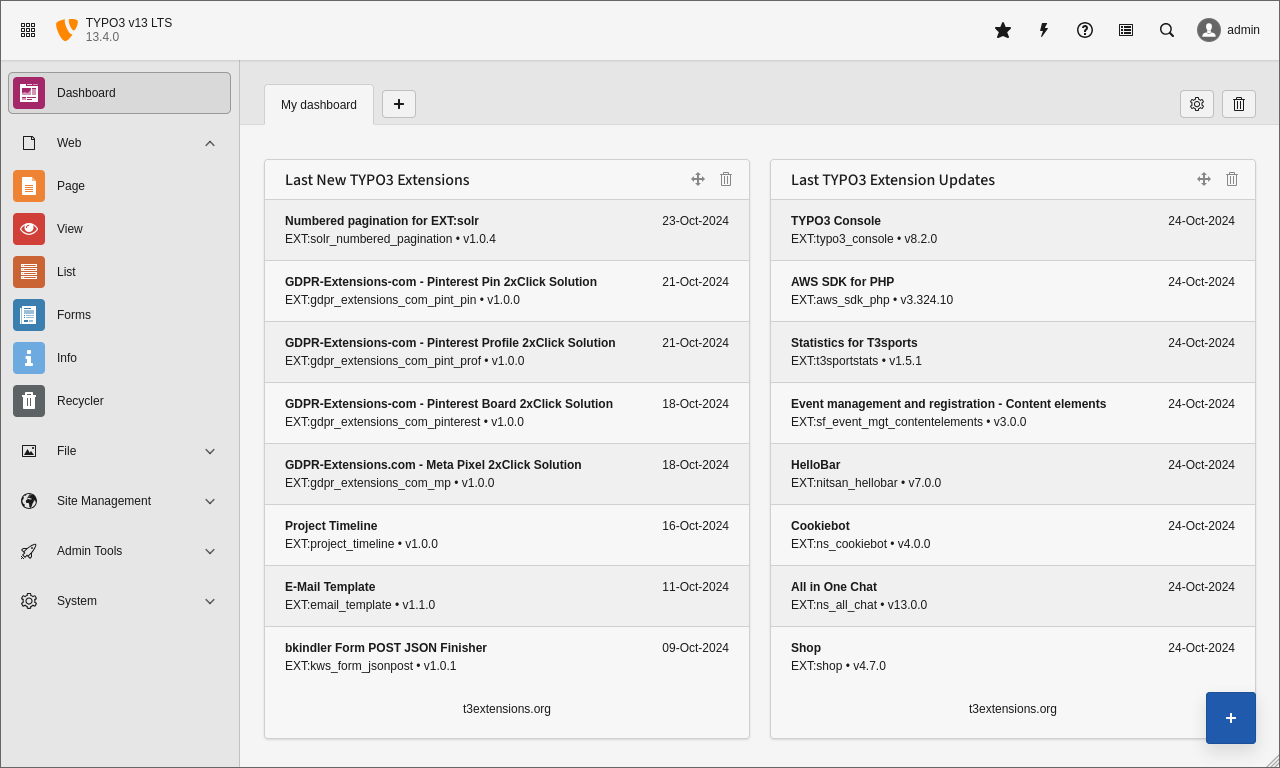 TYPO3 v13 LTS
13.4.0
admin
Dashboard
Web
Page
View
List
Forms
Info
Recycler
File
Site Management
Admin Tools
System
My dashboard
Last New TYPO3 Extensions
Numbered pagination for EXT:solr 23-Oct-2024
EXT:solr_numbered_pagination • v1.0.4
GDPR-Extensions-com - Pinterest Pin 2xClick Solution 21-Oct-2024
EXT:gdpr_extensions_com_pint_pin • v1.0.0
GDPR-Extensions-com - Pinterest Profile 2xClick Solution 21-Oct-2024
EXT:gdpr_extensions_com_pint_prof • v1.0.0
GDPR-Extensions-com - Pinterest Board 2xClick Solution 18-Oct-2024
EXT:gdpr_extensions_com_pinterest • v1.0.0
GDPR-Extensions.com - Meta Pixel 2xClick Solution 18-Oct-2024
EXT:gdpr_extensions_com_mp • v1.0.0
Project Timeline 16-Oct-2024
EXT:project_timeline • v1.0.0
E-Mail Template 11-Oct-2024
EXT:email_template • v1.1.0
bkindler Form POST JSON Finisher 09-Oct-2024
EXT:kws_form_jsonpost • v1.0.1
t3extensions.org
Last TYPO3 Extension Updates
TYPO3 Console 24-Oct-2024
EXT:typo3_console • v8.2.0
AWS SDK for PHP 24-Oct-2024
EXT:aws_sdk_php • v3.324.10
Statistics for T3sports 24-Oct-2024
EXT:t3sportstats • v1.5.1
Event management and registration - Content elements 24-Oct-2024
EXT:sf_event_mgt_contentelements • v3.0.0
HelloBar 24-Oct-2024
EXT:nitsan_hellobar • v7.0.0
Cookiebot 24-Oct-2024
EXT:ns_cookiebot • v4.0.0
All in One Chat 24-Oct-2024
EXT:ns_all_chat • v13.0.0
Shop 24-Oct-2024
EXT:shop • v4.7.0
t3extensions.org